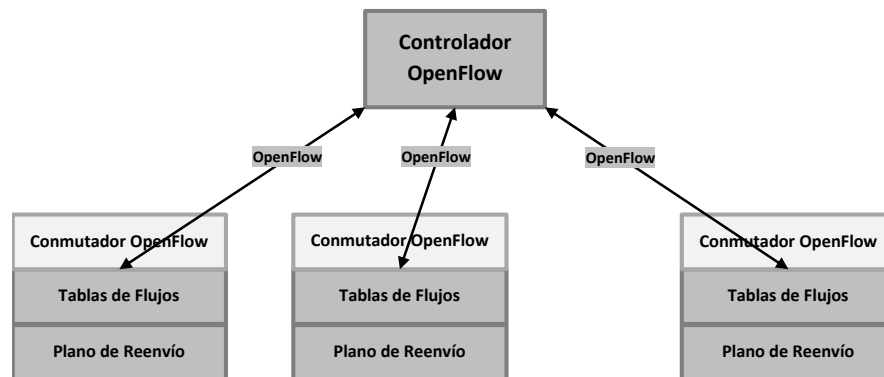 Controlador
OpenFlow
OpenFlow
OpenFlow
OpenFlow
Conmutador OpenFlow
Conmutador OpenFlow
Conmutador OpenFlow
Tablas de Flujos
Tablas de Flujos
Tablas de Flujos
Plano de Reenvío
Plano de Reenvío
Plano de Reenvío